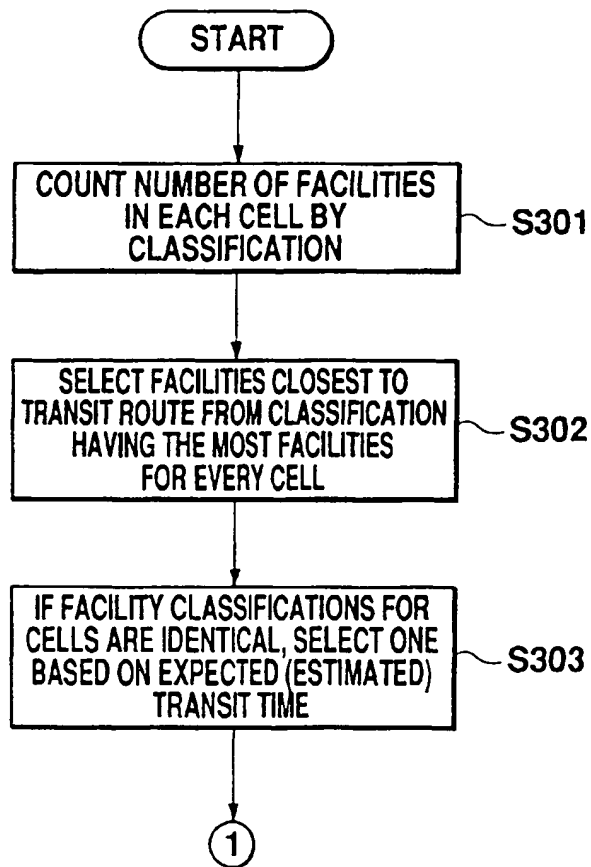 START
COUNT NUMBER OF FACILITIES
IN EACH CELL BY
CLASSIFICATION
S301
SELECT FACILITIES CLOSEST TO
TRANSIT ROUTE FROM CLASSIFICATION
HAVING THE MOST FACILITIES
FOR EVERY CELL
S302
IF FACILITY CLASSIFICATIONS FOR
CELLS ARE IDENTICAL, SELECT ONE
BASED ON EXPECTED (ESTIMATED)
TRANSIT TIME
S303
1